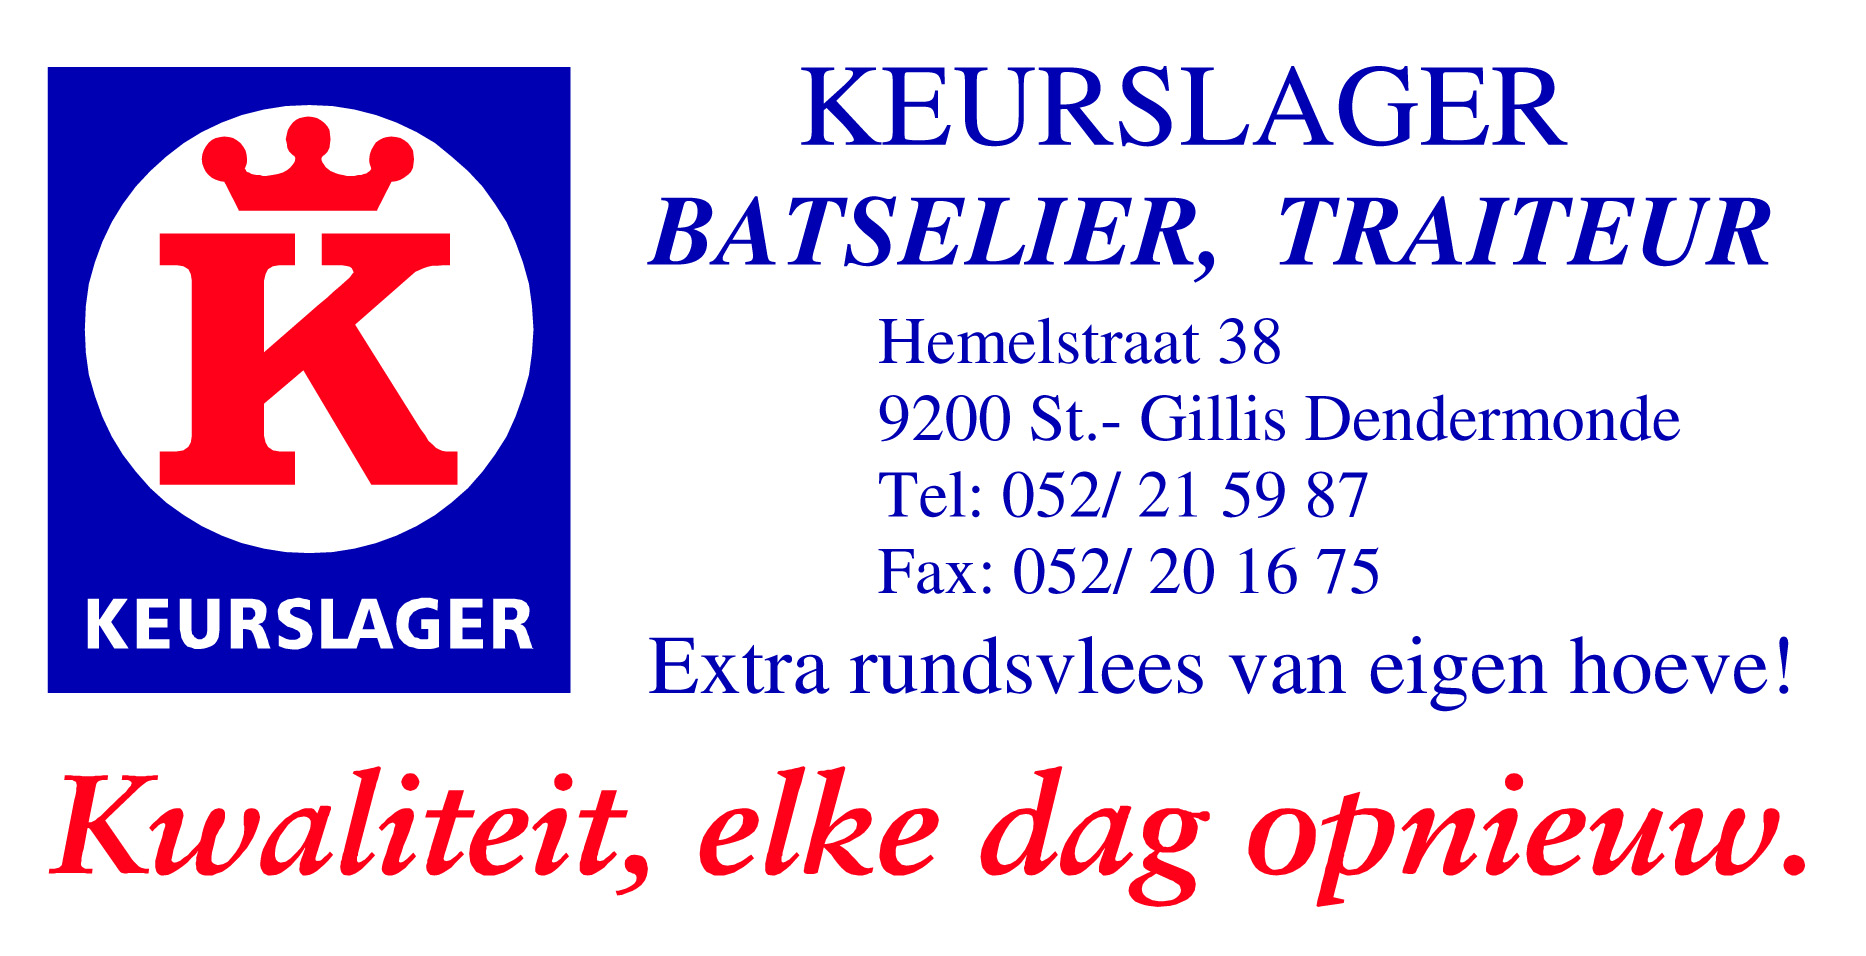 KEURSLAGER
KEURSLAGER
BATSELIER, TRAITEUR
Hemelstraat 38
9200 St.- Gillis Dendermonde
Tel: 052/ 21 59 87
Fax: 052/ 20 16 75
Extra rundsvlees van eigen hoeve!
Kwaliteit, elke dag opnieuw.